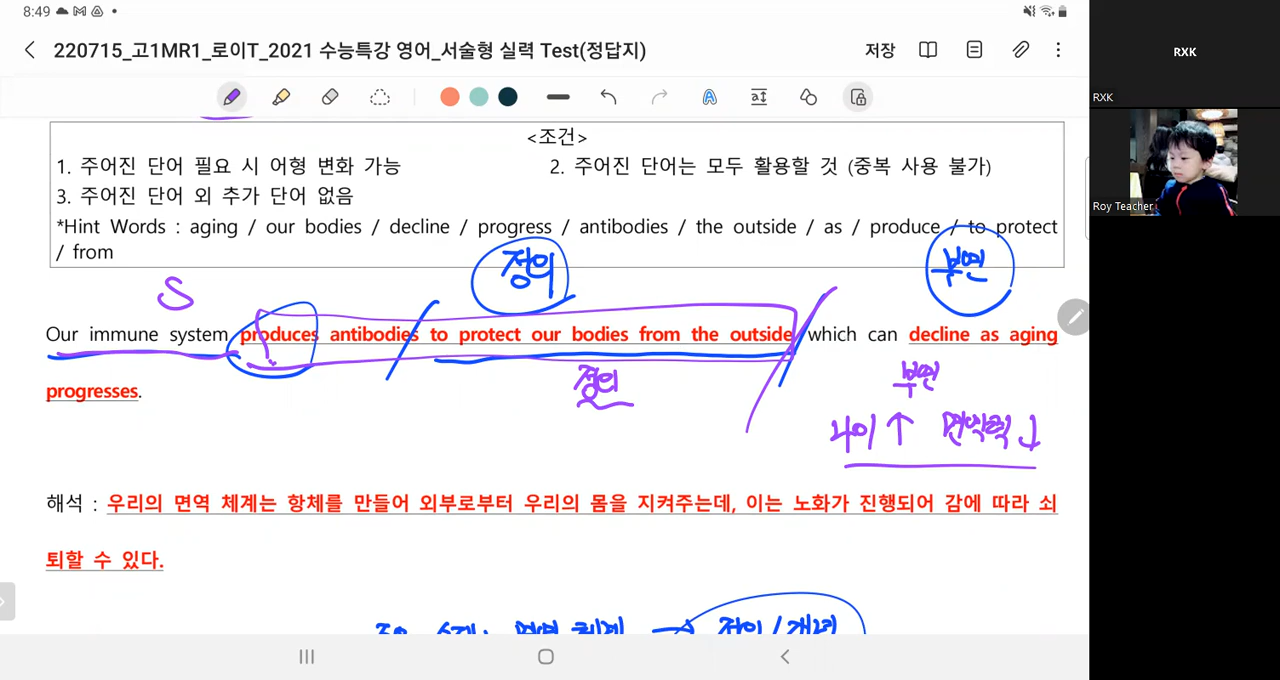 8:49
220715_고1MR1_로이T_2021 수능특강 영어_서술형 실력 Test(정답지)
저장
RXK
RXK
Roy Teacher
<조건>
1. 주어진 단어 필요 시 어형 변화 가능 2. 주어진 단어는 모두 활용할 것 (중복 사용 불가)
3. 주어진 단어 외 추가 단어 없음
*Hint Words : aging / our bodies / decline / progress / antibodies / the outside / as / produce / to protect
/ from
정의 부연
S
Our immune system produces antibodies to protect our bodies from the outside which can decline as aging
progresses.
정의 부연
나이↑ 면역력↓
해석 : 우리의 면역 체계는 항체를 만들어 외부로부터 우리의 몸을 지켜주는데, 이는 노화가 진행되어 감에 따라 쇠
퇴할 수 있다.